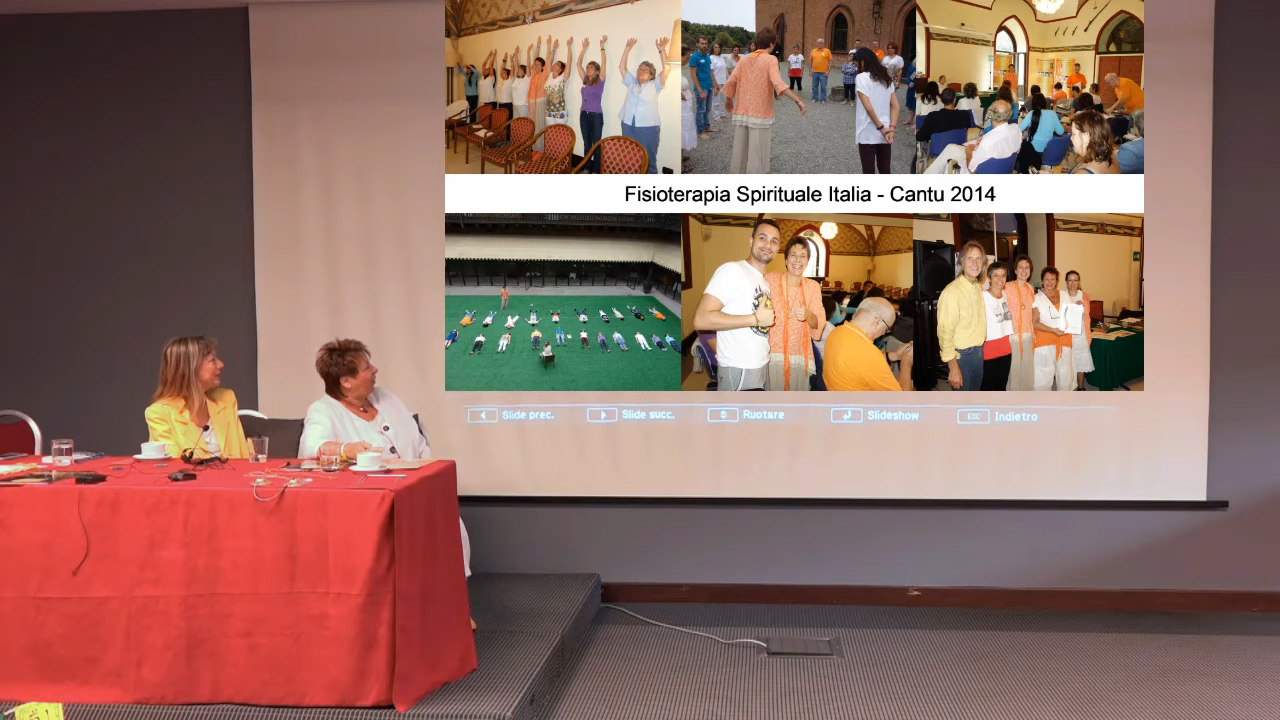 Fisioterapia Spirituale Italia - Cantu 2014
Slide prec. Slide succ. Ruotare ESC Slideshow Indietro